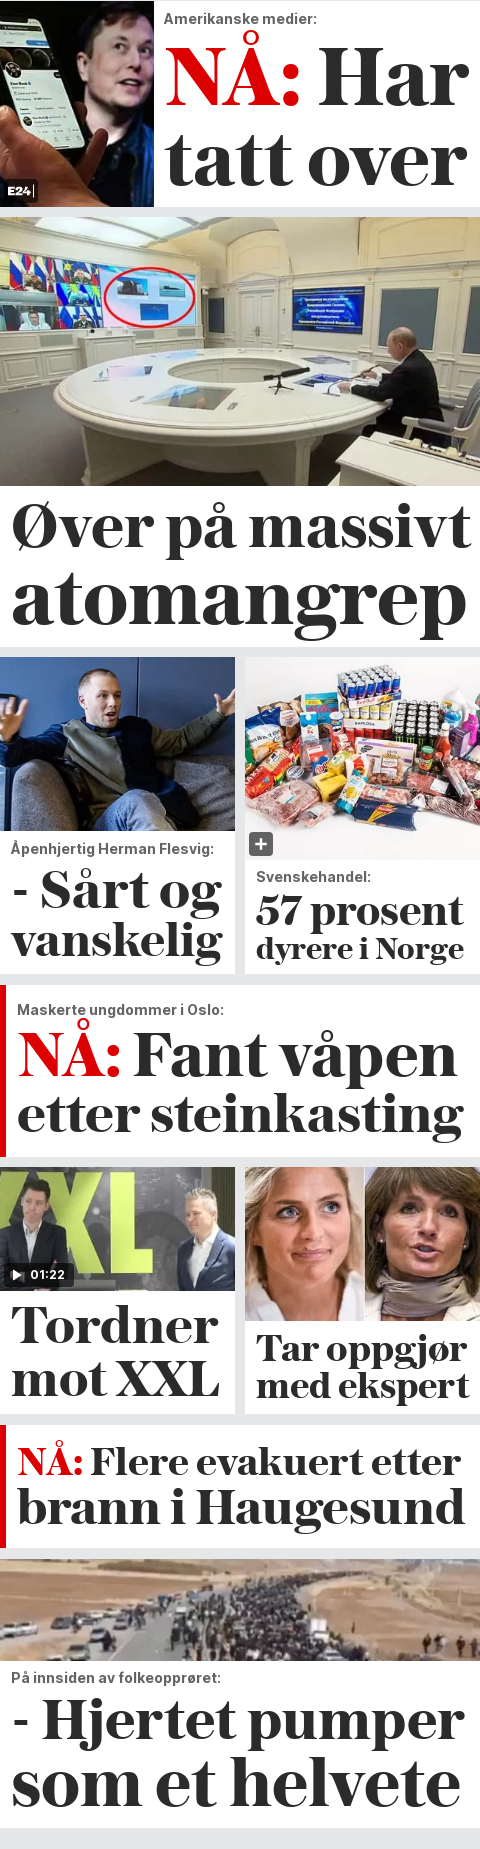 Amerikanske medier:
NÅ: Har
tatt over
E24
Øver på massivt
atomangrep
Åpenhjertig Herman Flesvig:
- Sårt og
vanskelig
Svenskehandel:
57 prosent
dyrere i Norge
Maskerte ungdommer i Oslo:
NÅ: Fant våpen
etter steinkasting
XXL
01:22
Tordner
mot XXL
Tar oppgjør
med ekspert
NÅ: Flere evakuert etter
brann i Haugesund
På innsiden av folkeopprøret:
- Hjertet pumper
som et helvete